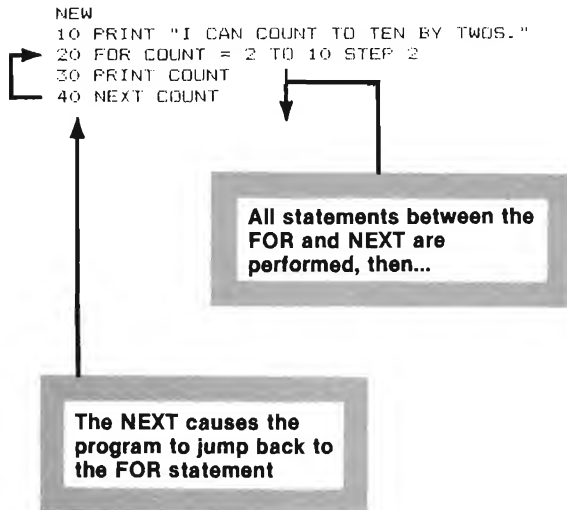 NEW
10 PRINT "I CAN COUNT TO TEN BY TWOS."
20 FOR COUNT = 2 TO 10 STEP 2
30 PRINT COUNT
40 NEXT COUNT
All statements between the
FOR and NEXT are
performed, then...
The NEXT causes the
program to jump back to
the FOR statement